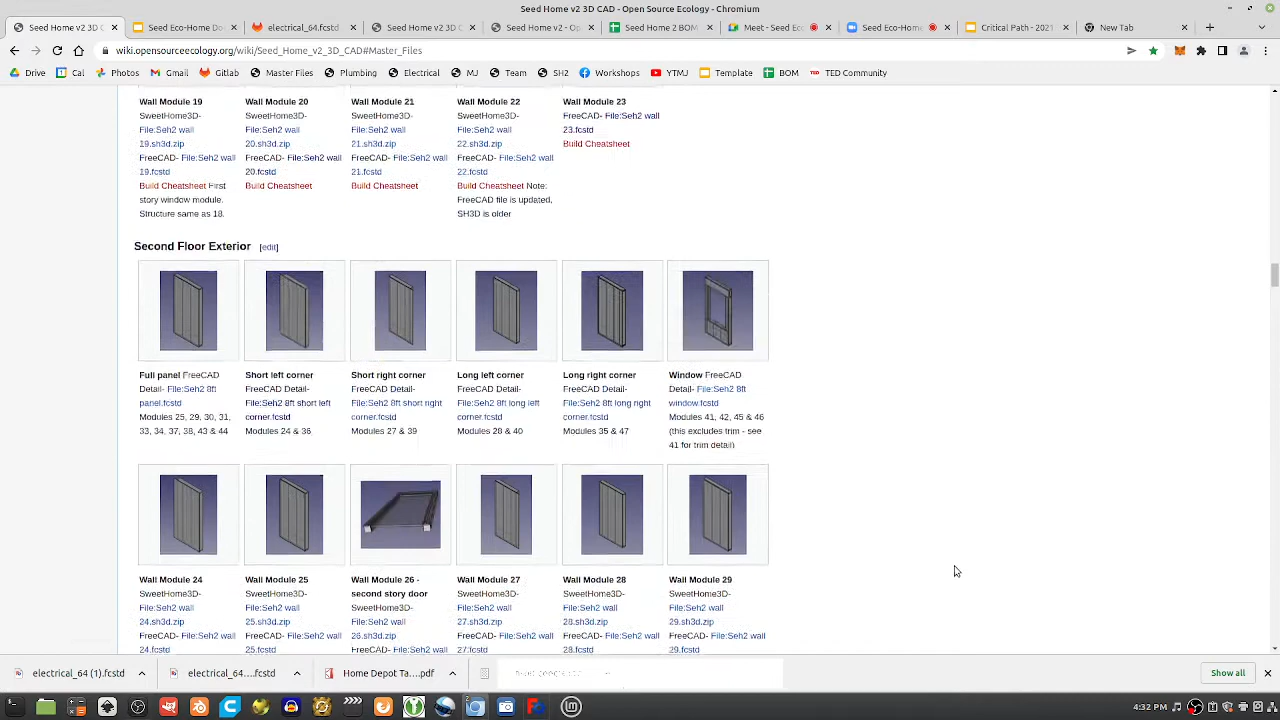 Seed Home v2 3D CAD - Open Source Ecology - Chromium
Seed Home v2 3D C
Seed Eco-Home Do
electrical_64.fcstd
Seed Home v2 3D C
Seed Home v2 - Op
Seed Home 2 BOM
Meet - Seed Eco-Ho
Seed Eco-Home
Critical Path - 2021
New Tab
wiki.opensourceecology.org/wiki/Seed_Home_v2_3D_CAD#Master_Files
Drive
Cal
Photos
Gmail
Gitlab
Master Files
Plumbing
Electrical
MJ
Team
SH2
Workshops
YTMJ
Template
BOM
TED Community
Wall Module 19
SweetHome3D-
File:Seh2 wall
19.sh3d.zip
FreeCAD- File:Seh2 wall
19.fcstd
Build Cheatsheet First
story window module.
Structure same as 18.
Wall Module 20
SweetHome3D-
File:Seh2 wall
20.sh3d.zip
FreeCAD- File:Seh2 wall
20.fcstd
Build Cheatsheet
Wall Module 21
SweetHome3D-
File:Seh2 wall
21.sh3d.zip
FreeCAD- File:Seh2 wall
21.fcstd
Build Cheatsheet
Wall Module 22
SweetHome3D-
File:Seh2 wall
22.sh3d.zip
FreeCAD- File:Seh2 wall
22.fcstd
Build Cheatsheet Note:
FreeCAD file is updated,
SH3D is older
Wall Module 23
FreeCAD- File:Seh2 wall
23.fcstd
Build Cheatsheet
Second Floor Exterior [edit]
Full panel FreeCAD
Detail- File:Seh2 8ft
panel.fcstd
Modules 25, 29, 30, 31,
33, 34, 37, 38, 43 & 44
Short left corner
FreeCAD Detail-
File:Seh2 8ft short left
corner.fcstd
Modules 24 & 36
Short right corner
FreeCAD Detail-
File:Seh2 8ft short right
corner.fcstd
Modules 27 & 39
Long left corner
FreeCAD Detail-
File:Seh2 8ft long left
corner.fcstd
Modules 28 & 40
Long right corner
FreeCAD Detail-
File:Seh2 8ft long right
corner.fcstd
Modules 35 & 47
Window FreeCAD
Detail- File:Seh2 8ft
window.fcstd
Modules 41, 42, 45 & 46
(this excludes trim - see
41 for trim detail)
Wall Module 24
SweetHome3D-
File:Seh2 wall
24.sh3d.zip
FreeCAD- File:Seh2 wall
24.fcstd
Wall Module 25
SweetHome3D-
File:Seh2 wall
25.sh3d.zip
FreeCAD- File:Seh2 wall
25.fcstd
Wall Module 26 -
second story door
SweetHome3D-
File:Seh2 wall
26.sh3d.zip
FreeCAD- File:Seh2 wall
Wall Module 27
SweetHome3D-
File:Seh2 wall
27.sh3d.zip
FreeCAD- File:Seh2 wall
27.fcstd
Wall Module 28
SweetHome3D-
File:Seh2 wall
28.sh3d.zip
FreeCAD- File:Seh2 wall
28.fcstd
Wall Module 29
SweetHome3D-
File:Seh2 wall
29.sh3d.zip
FreeCAD- File:Seh2 wall
29.fcstd
electrical_64 (1).fcstd
electrical_64....fcstd
Home Depot Ta....pdf
Show all
4:32 PM